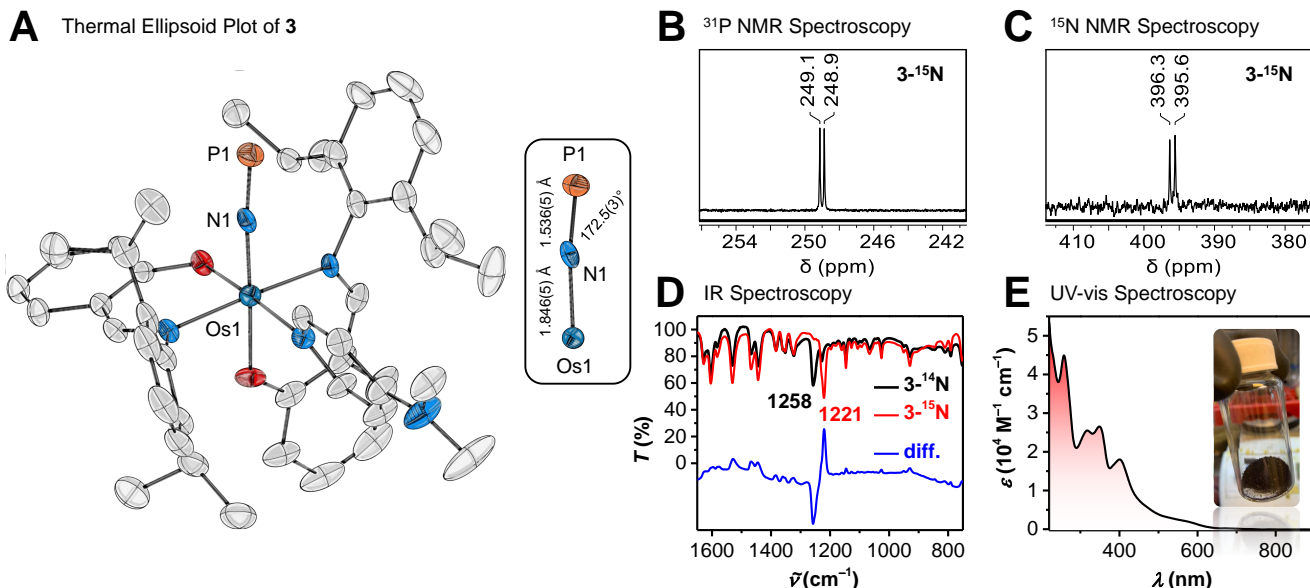 A Thermal Ellipsoid Plot of 3
P1
N1
Os1
P1
1.536(5) Å
172.5(3)°
N1
1.846(5) Å
Os1
B ³¹P NMR Spectroscopy
249.1
248.9
3-¹⁵N
254 250 246 242
δ (ppm)
C ¹⁵N NMR Spectroscopy
396.3
395.6
3-¹⁵N
410 400 390 380
δ (ppm)
D IR Spectroscopy
100
80
60
40
20
0
T (%)
1258
1221
3-¹⁴N
3-¹⁵N
diff.
1600 1400 1200 1000 800
ṽ (cm⁻¹)
E UV-vis Spectroscopy
5
4
3
2
1
0
ε (10⁴ M⁻¹ cm⁻¹)
400 600 800
λ (nm)